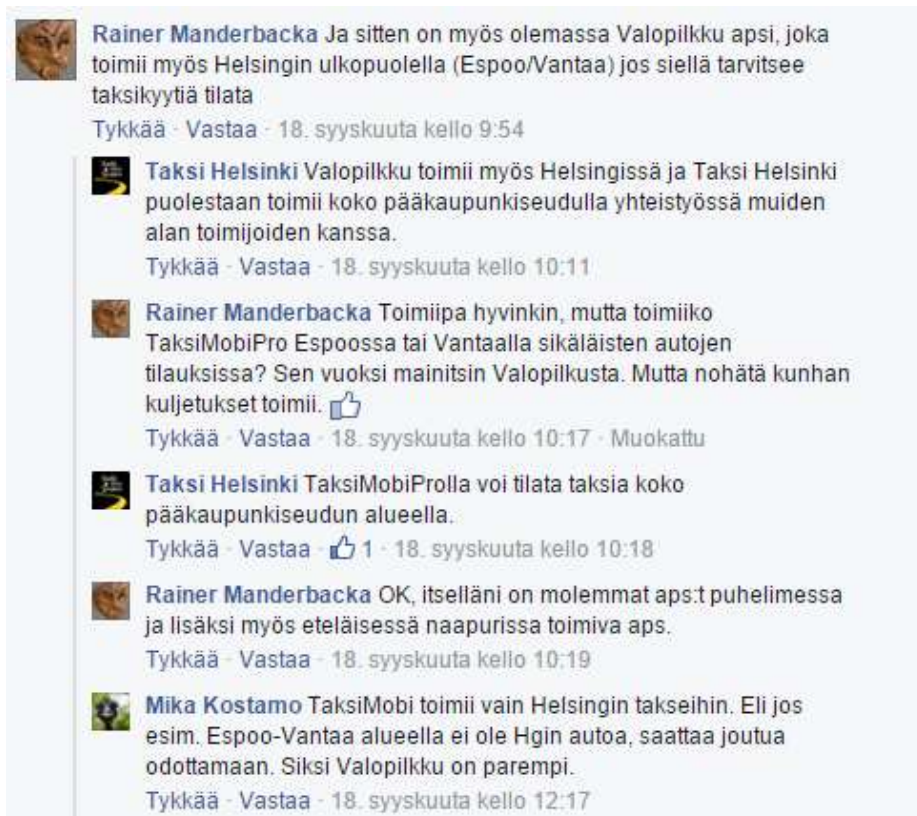 Rainer Manderbacka Ja sitten on myös olemassa Valopilkku apsi, joka
toimii myös Helsingin ulkopuolella (Espoo/Vantaa) jos siellä tarvitsee
taksikyytiä tilata
Tykkää · Vastaa · 18. syyskuuta kello 9:54
Taksi Helsinki Valopilkku toimii myös Helsingissä ja Taksi Helsinki
puolestaan toimii koko pääkaupunkiseudulla yhteistyössä muiden
alan toimijoiden kanssa.
Tykkää · Vastaa · 18. syyskuuta kello 10:11
Rainer Manderbacka Toimiipa hyvinkin, mutta toimiiko
TaksiMobiPro Espoossa tai Vantaalla sikäläisten autojen
tilauksissa? Sen vuoksi mainitsin Valopilkusta. Mutta nohätä kunhan
kuljetukset toimii.
Tykkää · Vastaa · 18. syyskuuta kello 10:17 · Muokattu
Taksi Helsinki TaksiMobiProlla voi tilata taksia koko
pääkaupunkiseudun alueella.
Tykkää · Vastaa · 1 · 18. syyskuuta kello 10:18
Rainer Manderbacka OK, itselläni on molemmat aps:t puhelimessa
ja lisäksi myös eteläisessä naapurissa toimiva aps.
Tykkää · Vastaa · 18. syyskuuta kello 10:19
Mika Kostamo TaksiMobi toimii vain Helsingin takseihin. Eli jos
esim. Espoo-Vantaa alueella ei ole Hgin autoa, saattaa joutua
odottamaan. Siksi Valopilkku on parempi.
Tykkää · Vastaa · 18. syyskuuta kello 12:17